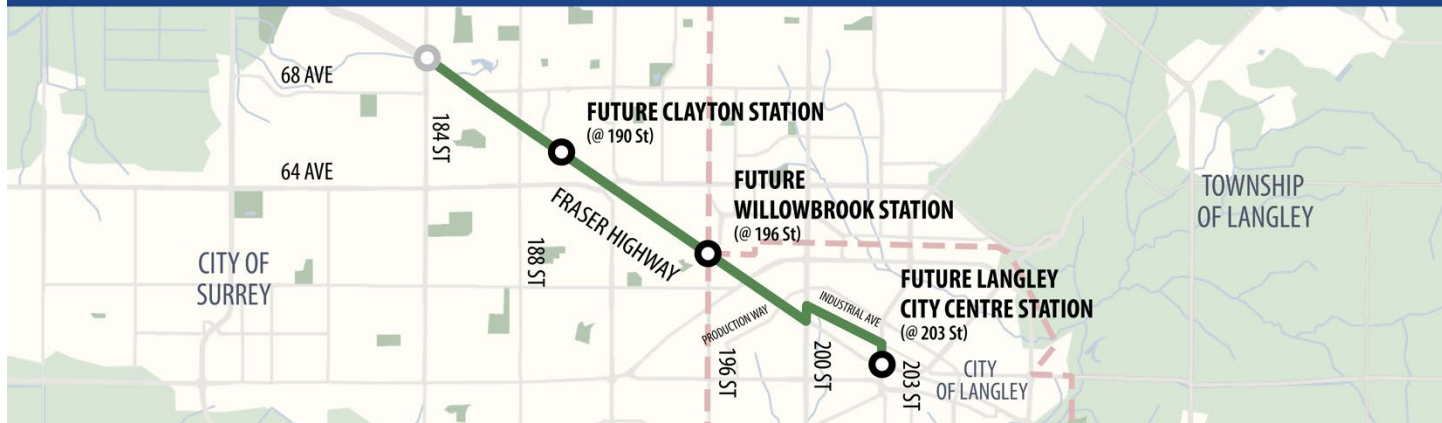 68 AVE
184 ST
FUTURE CLAYTON STATION
(@ 190 St)
64 AVE
FUTURE
WILLOWBROOK STATION
(@ 196 St)
TOWNSHIP
OF LANGLEY
FRASER HIGHWAY
188 ST
CITY OF
SURREY
FUTURE LANGLEY
CITY CENTRE STATION
(@ 203 St)
INDUSTRIAL AVE
PRODUCTION WAY
196 ST
200 ST
203 ST
CITY
OF LANGLEY